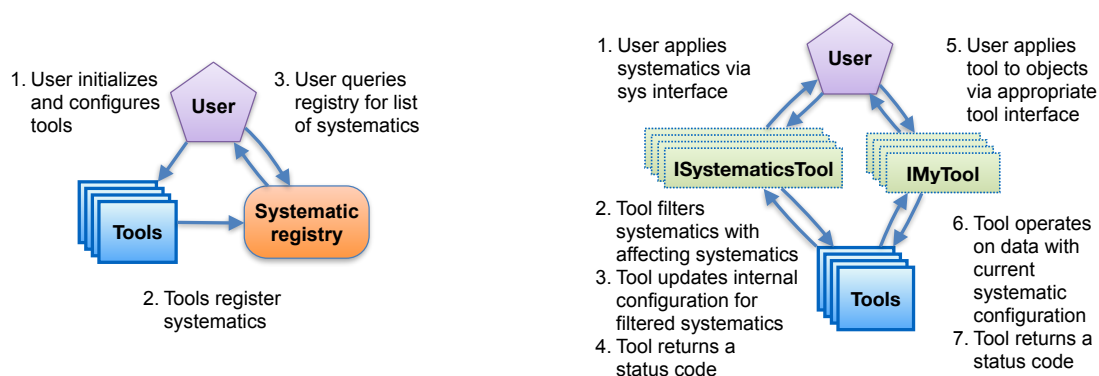 1. User initializes
and configures
tools
User
3. User queries
registry for list
of systematics
Tools
Systematic
registry
2. Tools register
systematics
1. User applies
systematics via
sys interface
User
5. User applies
tool to objects
via appropriate
tool interface
ISystematicsTool
IMyTool
2. Tool filters
systematics with
affecting systematics
3. Tool updates internal
configuration for
filtered systematics
4. Tool returns a
status code
Tools
6. Tool operates
on data with
current
systematic
configuration
7. Tool returns a
status code